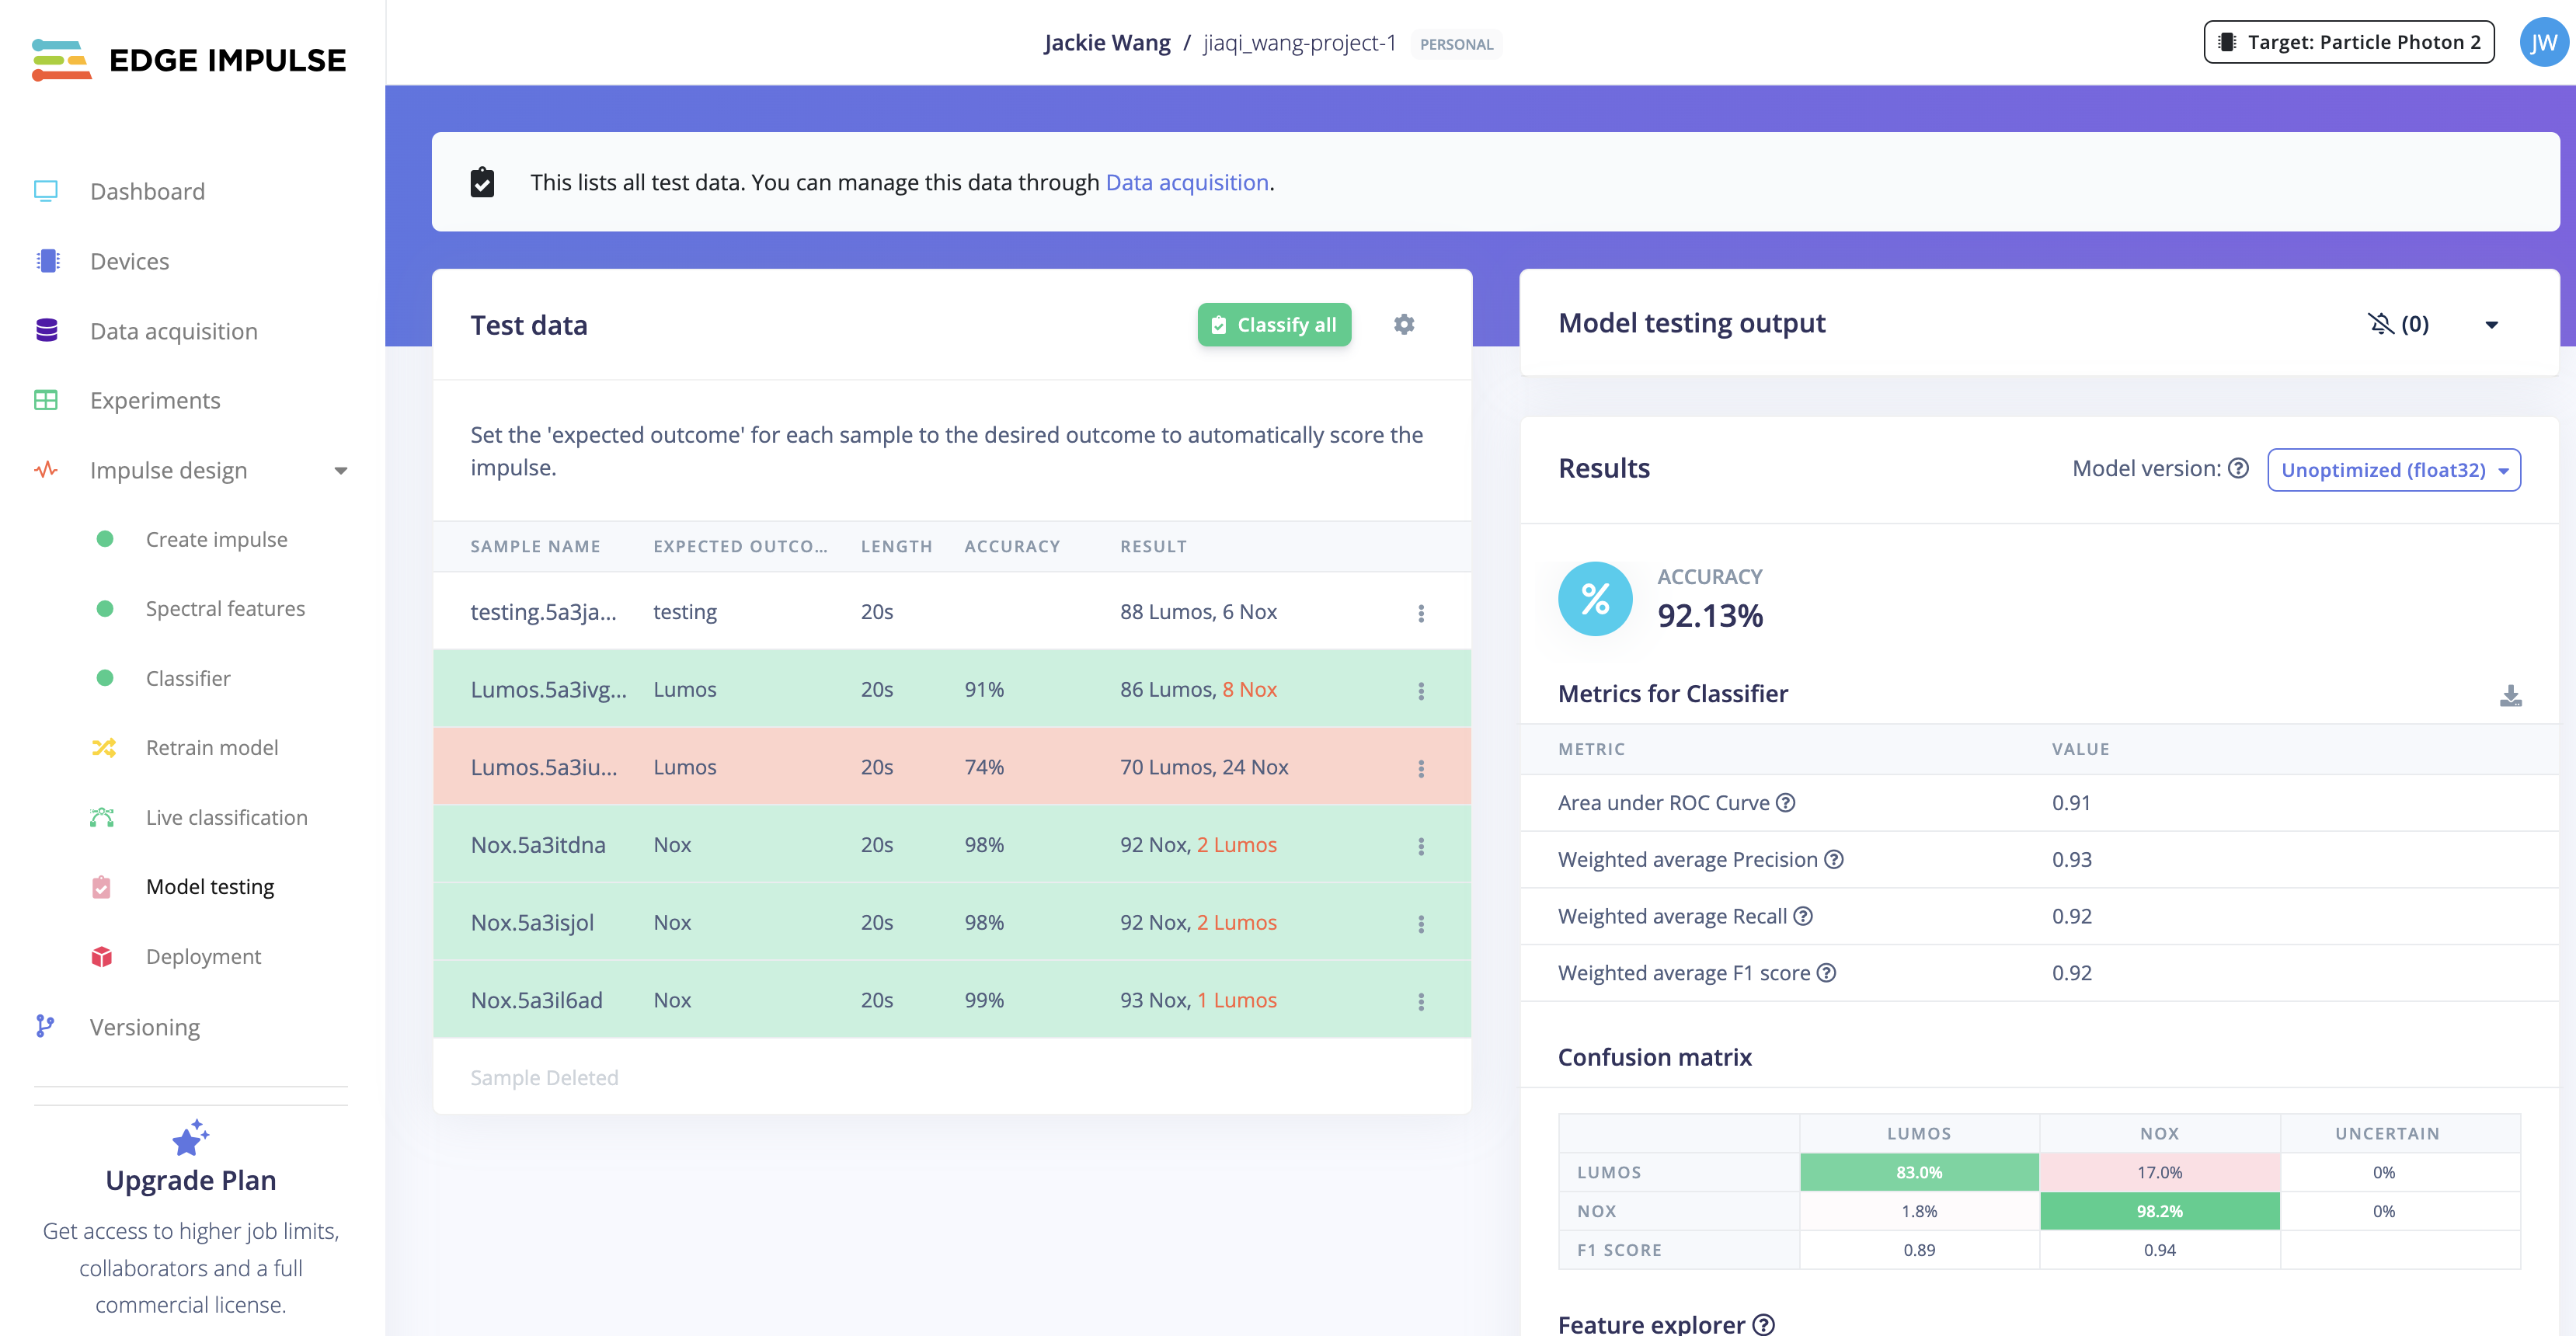 EDGE IMPULSE
Jackie Wang / jiaqi_wang-project-1 PERSONAL
Target: Particle Photon 2
JW
Dashboard
Devices
Data acquisition
Experiments
Impulse design
Create impulse
Spectral features
Classifier
Retrain model
Live classification
Model testing
Deployment
Versioning
Upgrade Plan
Get access to higher job limits,
collaborators and a full
commercial license.
This lists all test data. You can manage this data through Data acquisition.
Test data
Classify all
Set the 'expected outcome' for each sample to the desired outcome to automatically score the
impulse.
SAMPLE NAME EXPECTED OUTCO... LENGTH ACCURACY RESULT
testing.5a3ja... testing 20s 88 Lumos, 6 Nox
Lumos.5a3ivg... Lumos 20s 91% 86 Lumos, 8 Nox
Lumos.5a3iu... Lumos 20s 74% 70 Lumos, 24 Nox
Nox.5a3itdna Nox 20s 98% 92 Nox, 2 Lumos
Nox.5a3isjol Nox 20s 98% 92 Nox, 2 Lumos
Nox.5a3il6ad Nox 20s 99% 93 Nox, 1 Lumos
Sample Deleted
Model testing output
(0)
Results
Model version: ? Unoptimized (float32)
%
ACCURACY
92.13%
Metrics for Classifier
METRIC VALUE
Area under ROC Curve ? 0.91
Weighted average Precision ? 0.93
Weighted average Recall ? 0.92
Weighted average F1 score ? 0.92
Confusion matrix
LUMOS NOX UNCERTAIN
LUMOS 83.0% 17.0% 0%
NOX 1.8% 98.2% 0%
F1 SCORE 0.89 0.94
Feature explorer ?